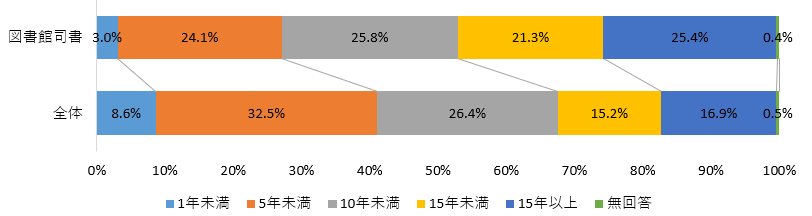 図書館司書 3.0% 24.1% 25.8% 21.3% 25.4% 0.4%
全体 8.6% 32.5% 26.4% 15.2% 16.9% 0.5%
0% 10% 20% 30% 40% 50% 60% 70% 80% 90% 100%
1年未満 5年未満 10年未満 15年未満 15年以上 無回答